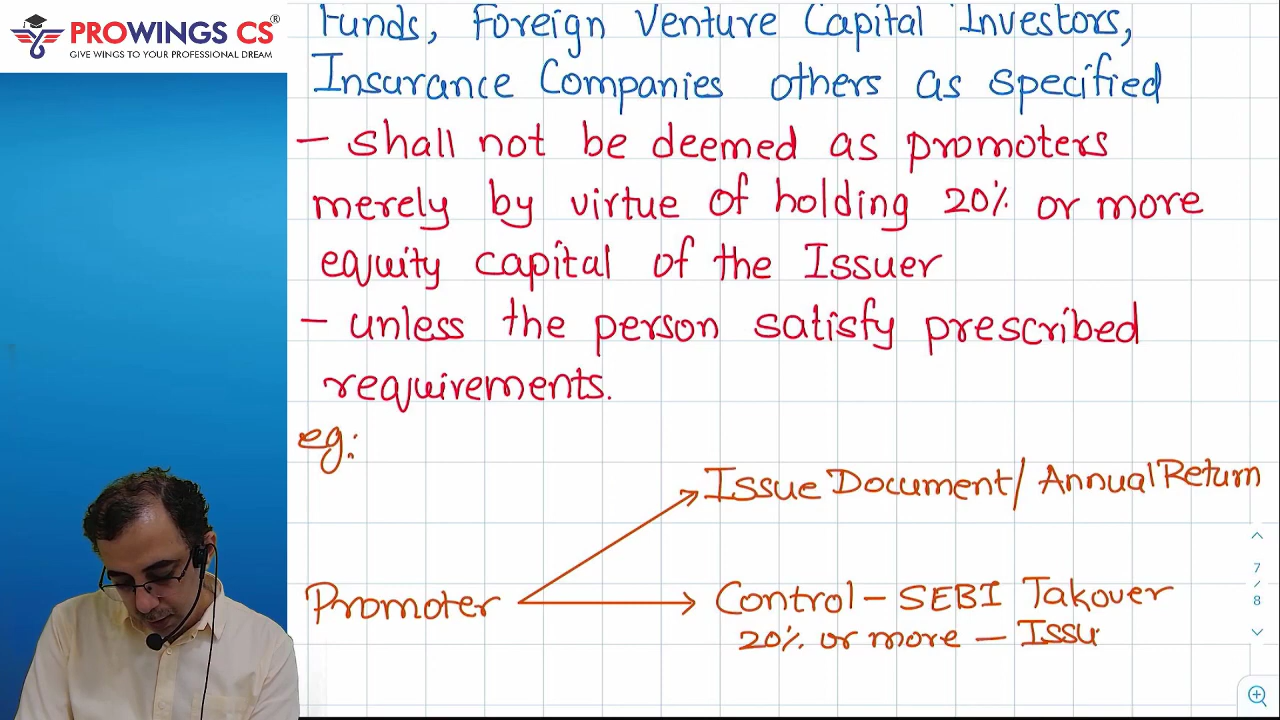 PROWINGS CS®
GIVE WINGS TO YOUR PROFESSIONAL DREAM
Funds, Foreign Venture Capital Investors,
Insurance Companies others as specified
- shall not be deemed as promoters
merely by virtue of holding 20% or more
equity capital of the Issuer
- unless the person satisfy prescribed
requirements.
eg:
Issue Document/ Annual Return
Promoter
Control - SEBI Takover
20% or more - Issu
7
/
8